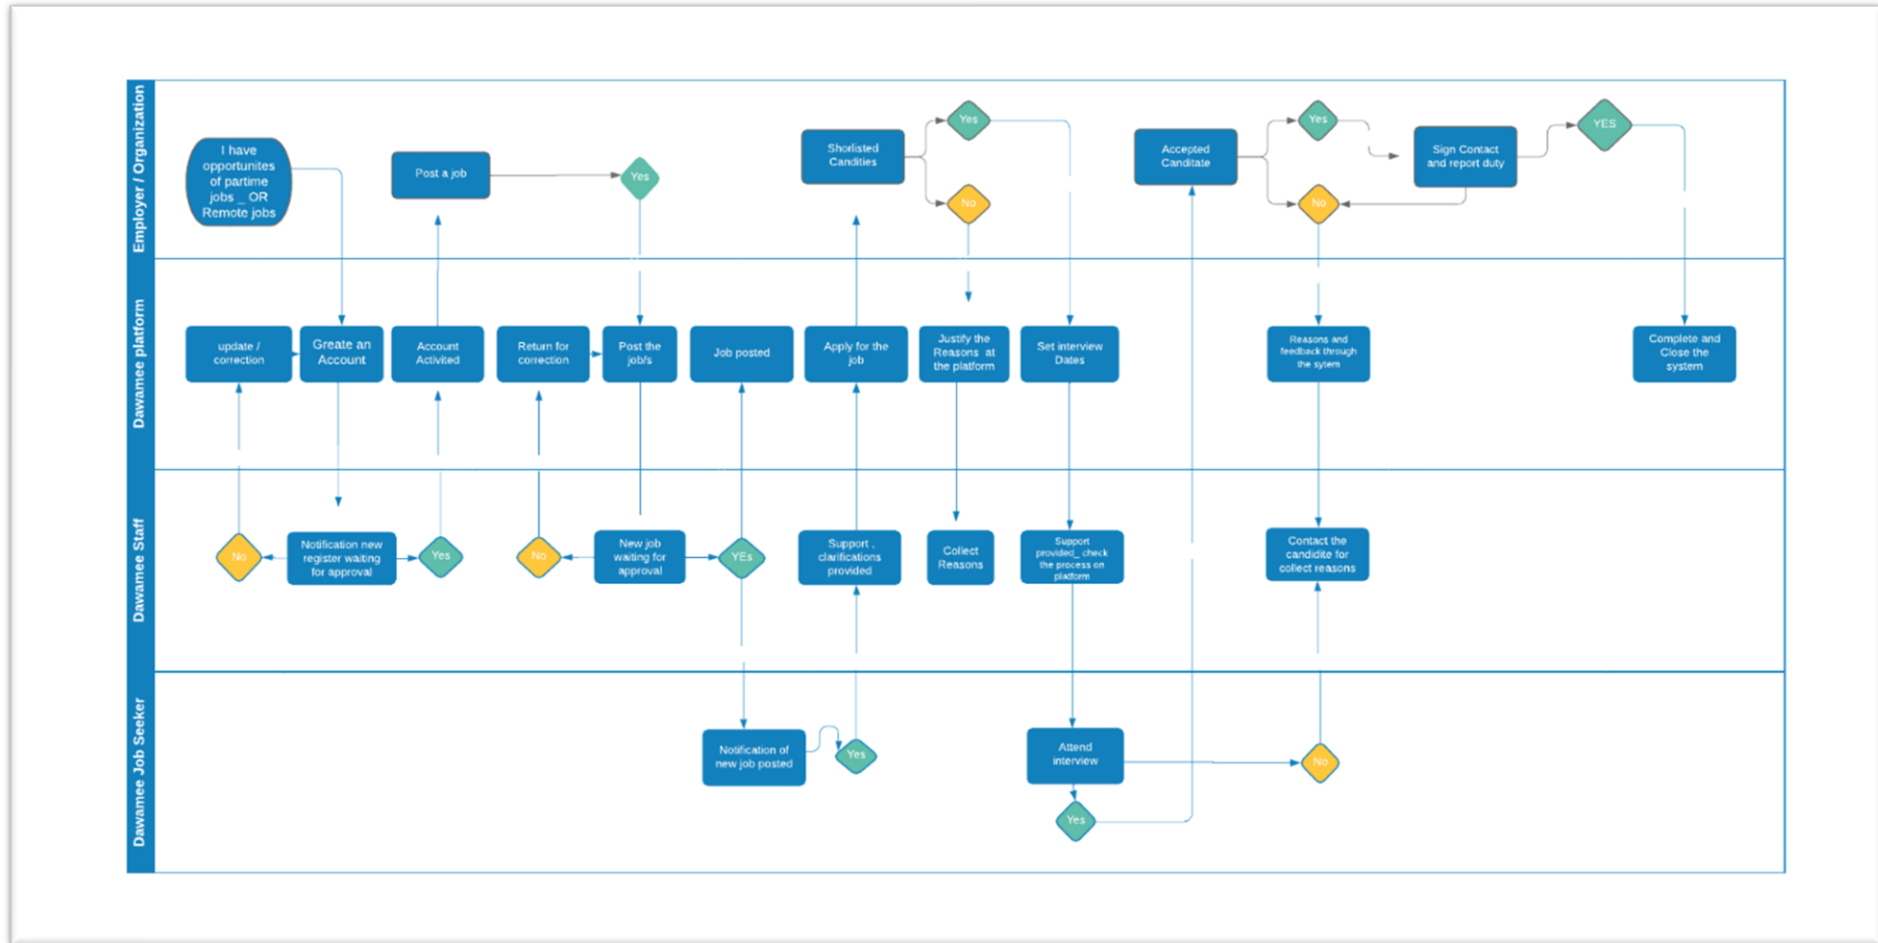 Employer / Organization
I have
opportunites
of partime
jobs _ OR
Remote jobs
Post a job
Yes
Shorlisted
Candities
Yes
No
Accepted
Canditate
Yes
No
Sign Contact
and report duty
YES
Dawamee platform
update /
correction
Greate an
Account
Account
Activited
Return for
correction
Post the
job/s
Job posted
Apply for the
job
Justify the
Reasons at
the platform
Set interview
Dates
Reasons and
feedback through
the sytem
Complete and
Close the
system
Dawamee Staff
No
Notification new
register waiting
for approval
Yes
No
New job
waiting for
approval
YEs
Support ,
clarifications
provided
Collect
Reasons
Support
provided_ check
the process on
platform
Contact the
candidite for
collect reasons
Dawamee Job Seeker
Notification of
new job posted
Yes
Attend
interview
Yes
No